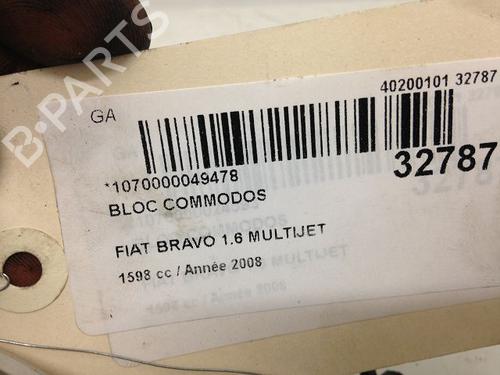 40200101 32787
GA
*1070000049478
32787
BLOC COMMODOS
FIAT BRAVO 1.6 MULTIJET
1598 cc / Année 2008
B-PARTS